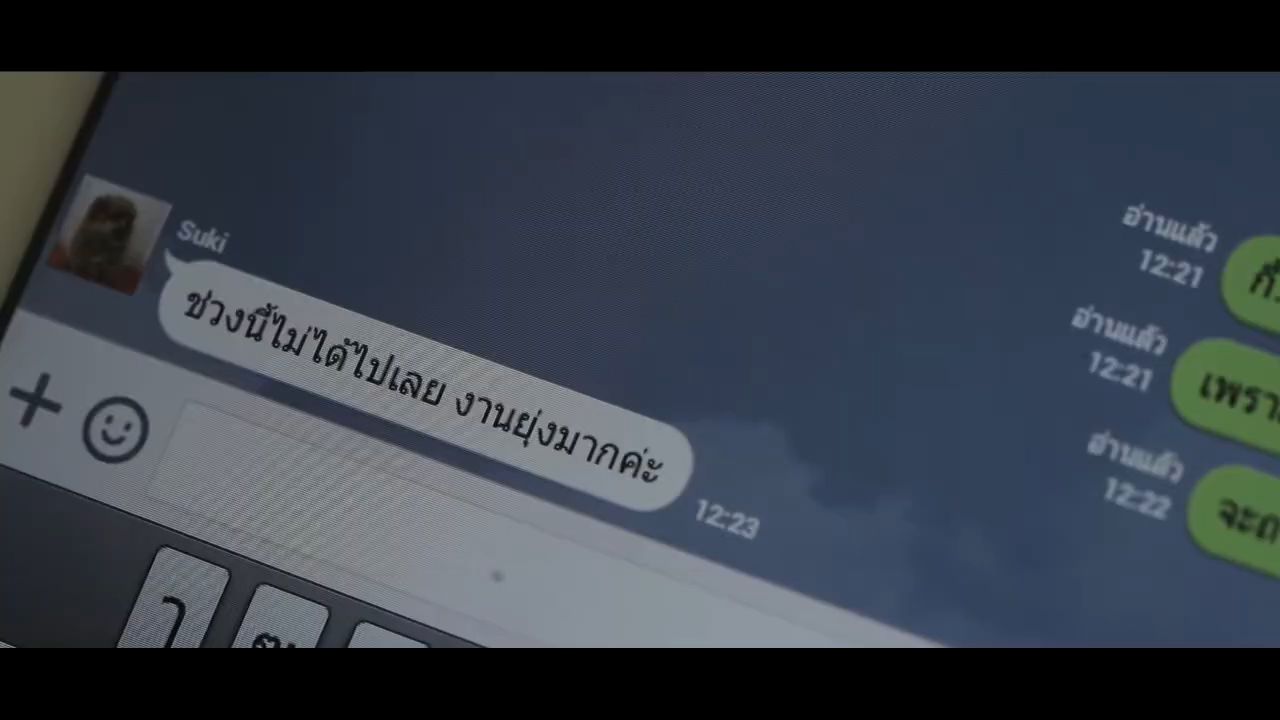 Suki
ช่วงนี้ไม่ได้ไปเลย งานยุ่งมากค่ะ
12:23
อ่านแล้ว
12:21
อ่านแล้ว
12:21
อ่านแล้ว
12:22